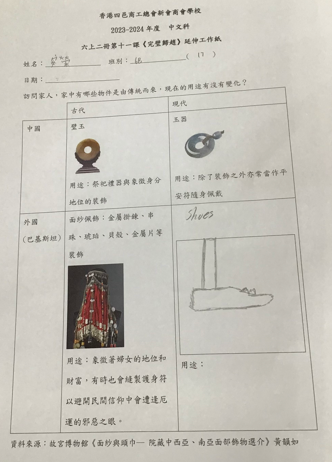 香港四邑商工總會新會商會學校
2023-2024 年度 中文科
六上二冊第十一課《完璧歸趙》延伸工作紙
姓名： 班別：6E ( 17 )
日期：
訪問家人，家中有哪些物件是由傳統而來，現在的用途有沒有變化？
古代
現代
中國
璧玉
用途：祭祀禮器與象徵身分
地位的裝飾
玉器
用途：除了裝飾之外亦常當作平
安符隨身佩戴
外國
(巴基斯坦)
面紗佩飾：金屬掛鍊、串
珠、琥珀、貝殼、金屬片等
裝飾
用途：象徵著婦女的地位和
財富，有時也會縫製護身符
以避開民間信仰中會遭逢厄
運的邪惡之眼。
shoes
用途：
資料來源：故宮博物館《面紗與頭巾— 院藏中西亞、南亞面部飾物選介》黃韻如